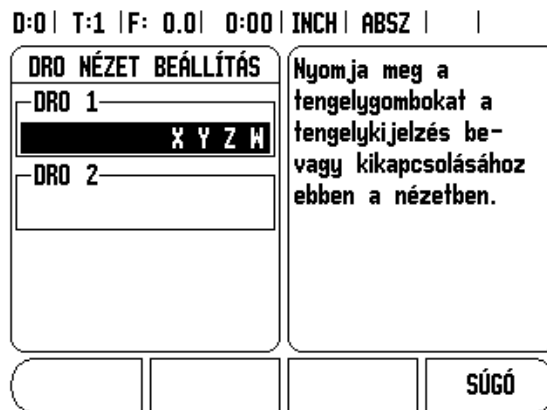 D:0| T:1 |F: 0.0| 0:00| INCH| ABSZ | |
DRO NÉZET BEÁLLÍTÁS
DRO 1
X Y Z W
DRO 2
Nyomja meg a
tengelygombokat a
tengelykijelzés be-
vagy kikapcsolásához
ebben a nézetben.
SÚGÓ